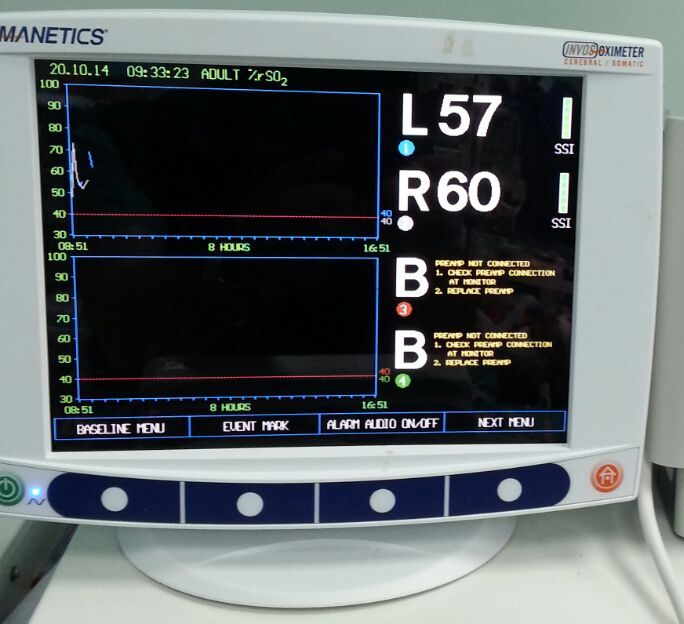 MANETICS
INVOS OXIMETER
CEREBRAL / SOMATIC
20.10.14 09:33:23 ADULT %rSO2
100
90
80
70
60
50
40
30
40
40
08:51 8 HOURS 16:51
L 57
1
SSI
R 60
SSI
100
90
80
70
60
50
40
30
40
40
08:51 8 HOURS 16:51
B
3
PREAMP NOT CONNECTED
1. CHECK PREAMP CONNECTION
AT MONITOR
2. REPLACE PREAMP
B
4
PREAMP NOT CONNECTED
1. CHECK PREAMP CONNECTION
AT MONITOR
2. REPLACE PREAMP
BASELINE MENU EVENT MARK ALARM AUDIO ON/OFF NEXT MENU